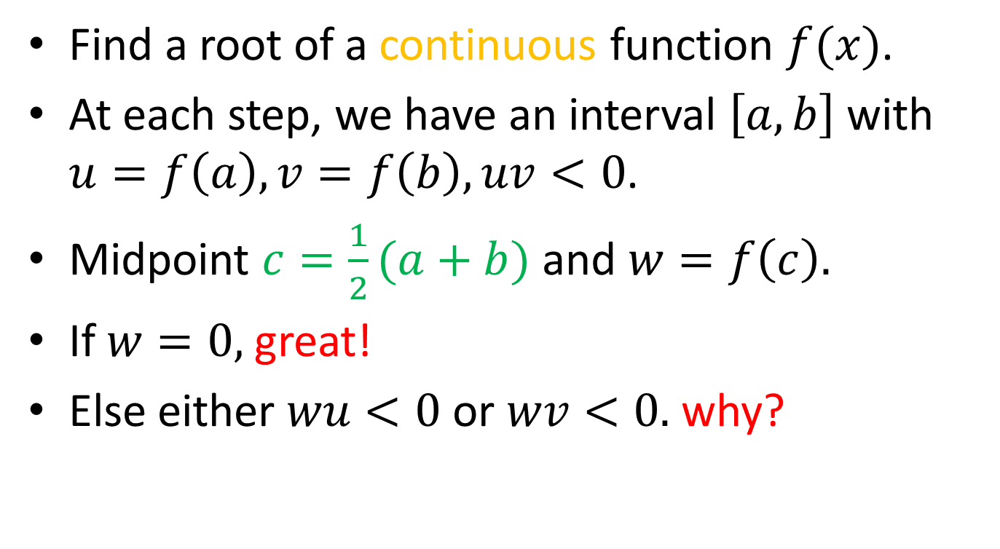 • Find a root of a continuous function f(x).
• At each step, we have an interval [a, b] with
u = f(a), v = f(b), uv < 0.
• Midpoint c = 1/2 (a + b) and w = f(c).
• If w = 0, great!
• Else either wu < 0 or wv < 0. why?